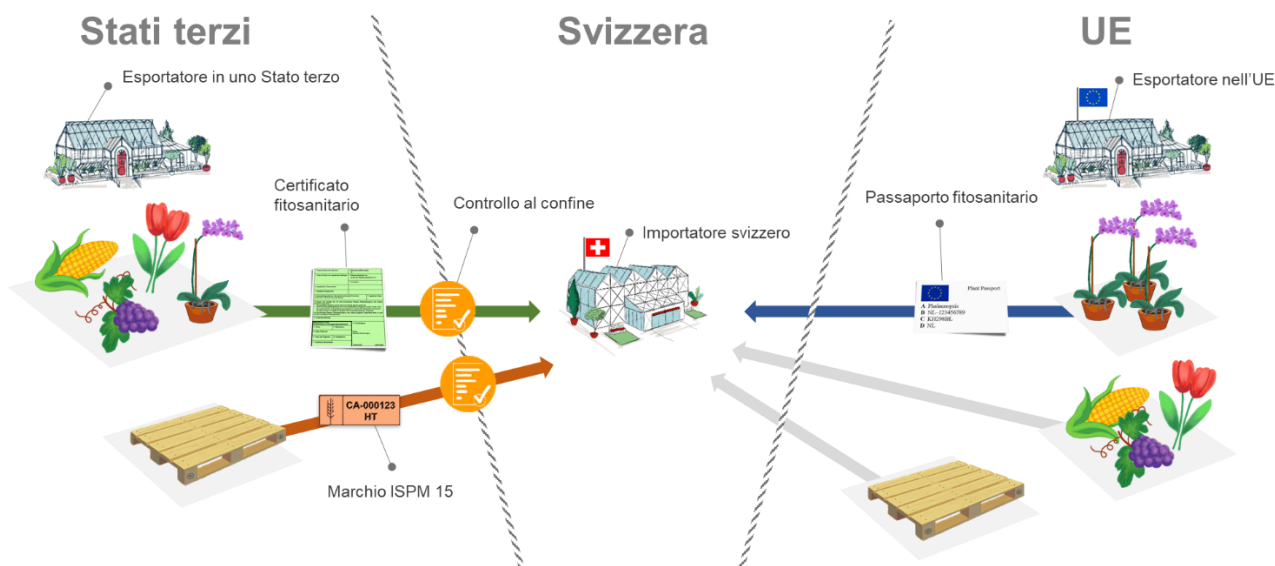 Stati terzi
Svizzera
UE
Esportatore in uno Stato terzo
Esportatore nell'UE
Certificato
fitosanitario
Controllo al confine
Importatore svizzero
Passaporto fitosanitario
Plant Passport
B NL- 123456789
D NL
CA-000123
HT
Marchio ISPM 15